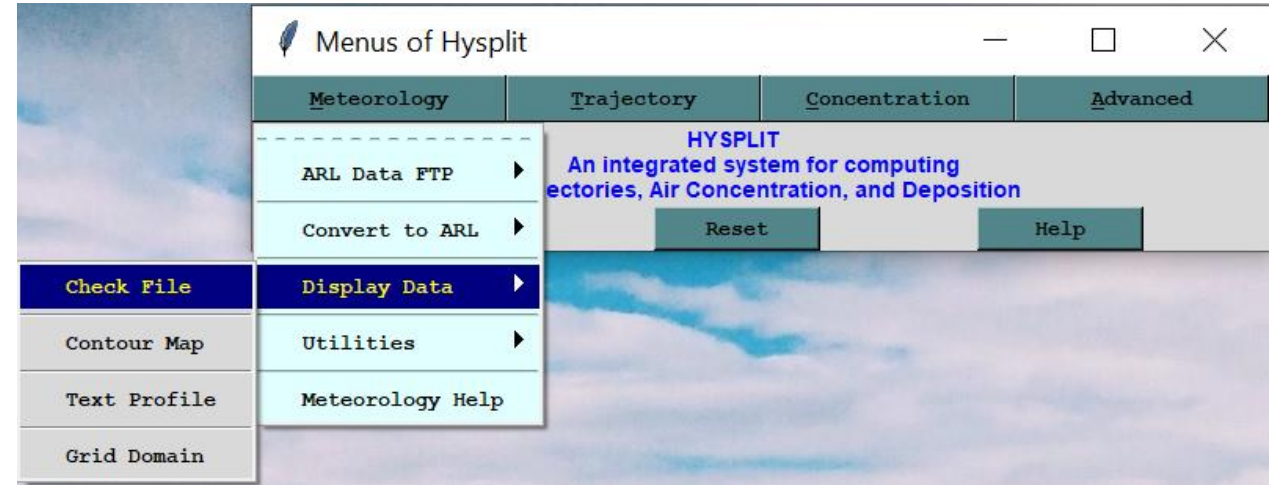 Menus of Hysplit
Meteorology Trajectory Concentration Advanced
HYSPLIT
An integrated system for computing
ectories, Air Concentration, and Deposition
Reset Help
ARL Data FTP
Convert to ARL
Display Data
Utilities
Meteorology Help
Check File
Contour Map
Text Profile
Grid Domain